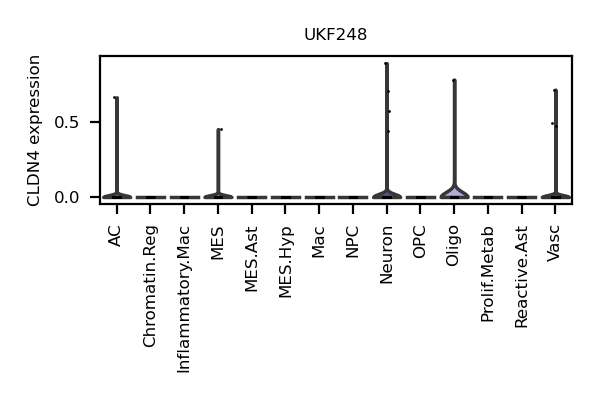 UKF248
CLDN4 expression
0.5
0.0
AC
Chromatin.Reg
Inflammatory.Mac
MES
MES.Ast
MES.Hyp
Mac
NPC
Neuron
OPC
Oligo
Prolif.Metab
Reactive.Ast
Vasc